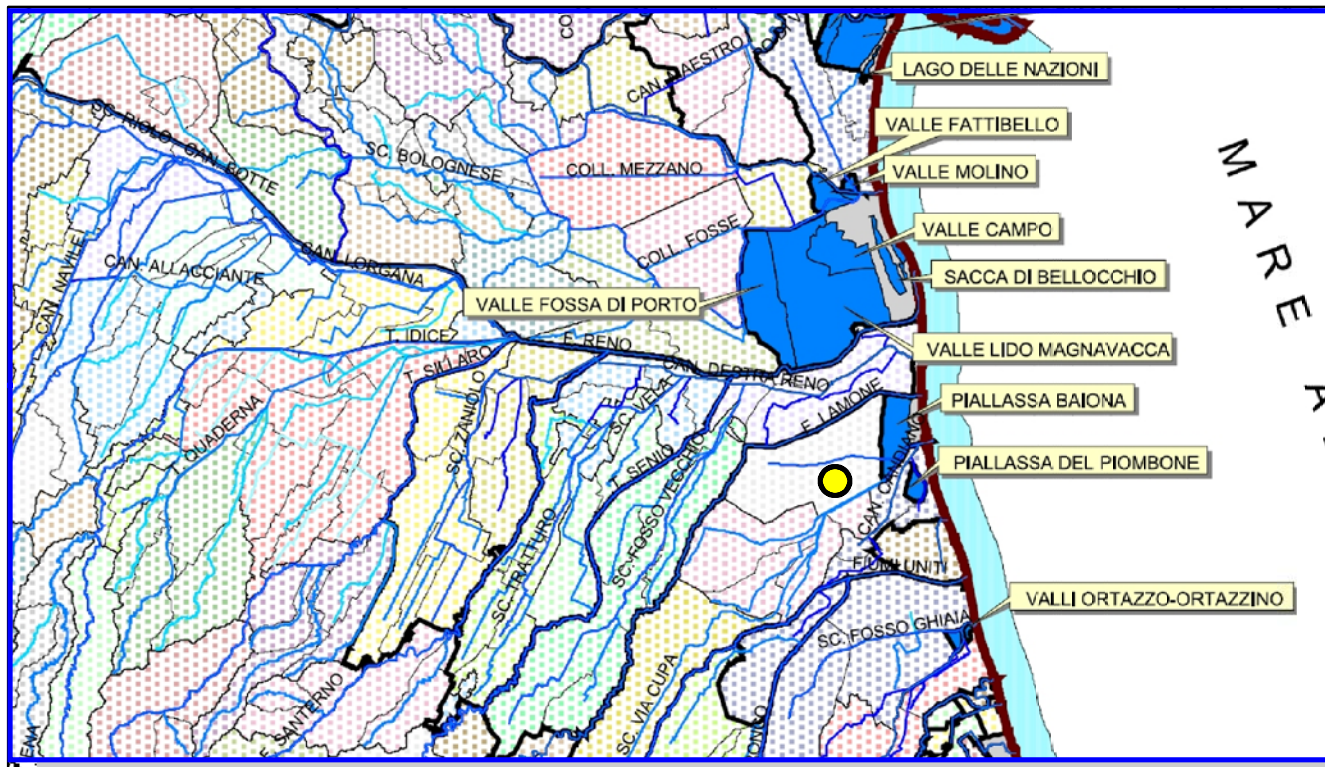 LAGO DELLE NAZIONI
CAN. MAESTRO
VALLE FATTIBELLO
SC. RIOLO - CAN. BOTTE
SC. BOLOGNESE
COLL. MEZZANO
VALLE MOLINO
MARE A
VALLE CAMPO
COLL. FOSSE
CAN. NAVILE
CAN. ALLACCIANTE
CAN. LORGANA
SACCA DI BELLOCCHIO
VALLE FOSSA DI PORTO
T. IDICE
F. RENO
VALLE LIDO MAGNAVACCA
T. SILLARO
CAN. DESTRA RENO
F. LAMONE
PIALLASSA BAIONA
T. QUADERNA
SC. ZANIOLO
SC. VELA
T. SENIO
SC. FOSSO VECCHIO
CAN. CANDIANO
PIALLASSA DEL PIOMBONE
SC. TRATTURO
FIUMI UNITI
VALLI ORTAZZO-ORTAZZINO
SC. FOSSO GHIAIA
F. SANTERNO
SC. VIA CUPA